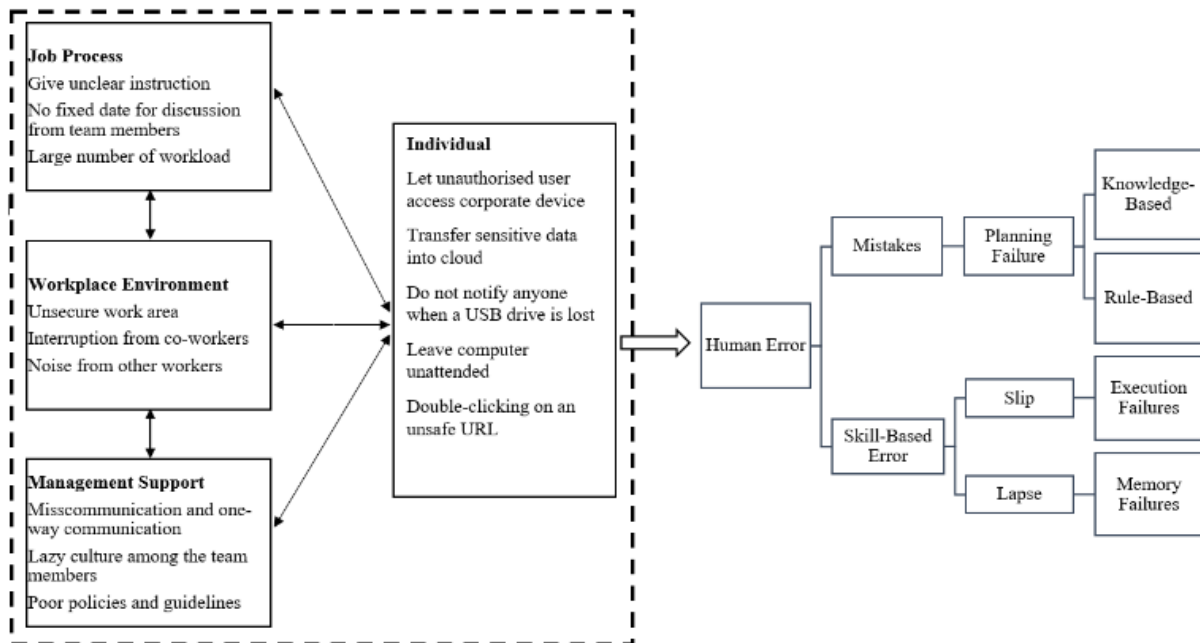 Job Process
Give unclear instruction
No fixed date for discussion
from team members
Large number of workload
Workplace Environment
Unsecure work area
Interruption from co-workers
Noise from other workers
Management Support
Misscommunication and one-
way communication
Lazy culture among the team
members
Poor policies and guidelines
Individual
Let unauthorised user
access corporate device
Transfer sensitive data
into cloud
Do not notify anyone
when a USB drive is lost
Leave computer
unattended
Double-clicking on an
unsafe URL
Human Error
Mistakes
Planning
Failure
Knowledge-
Based
Rule-Based
Skill-Based
Error
Slip
Execution
Failures
Lapse
Memory
Failures